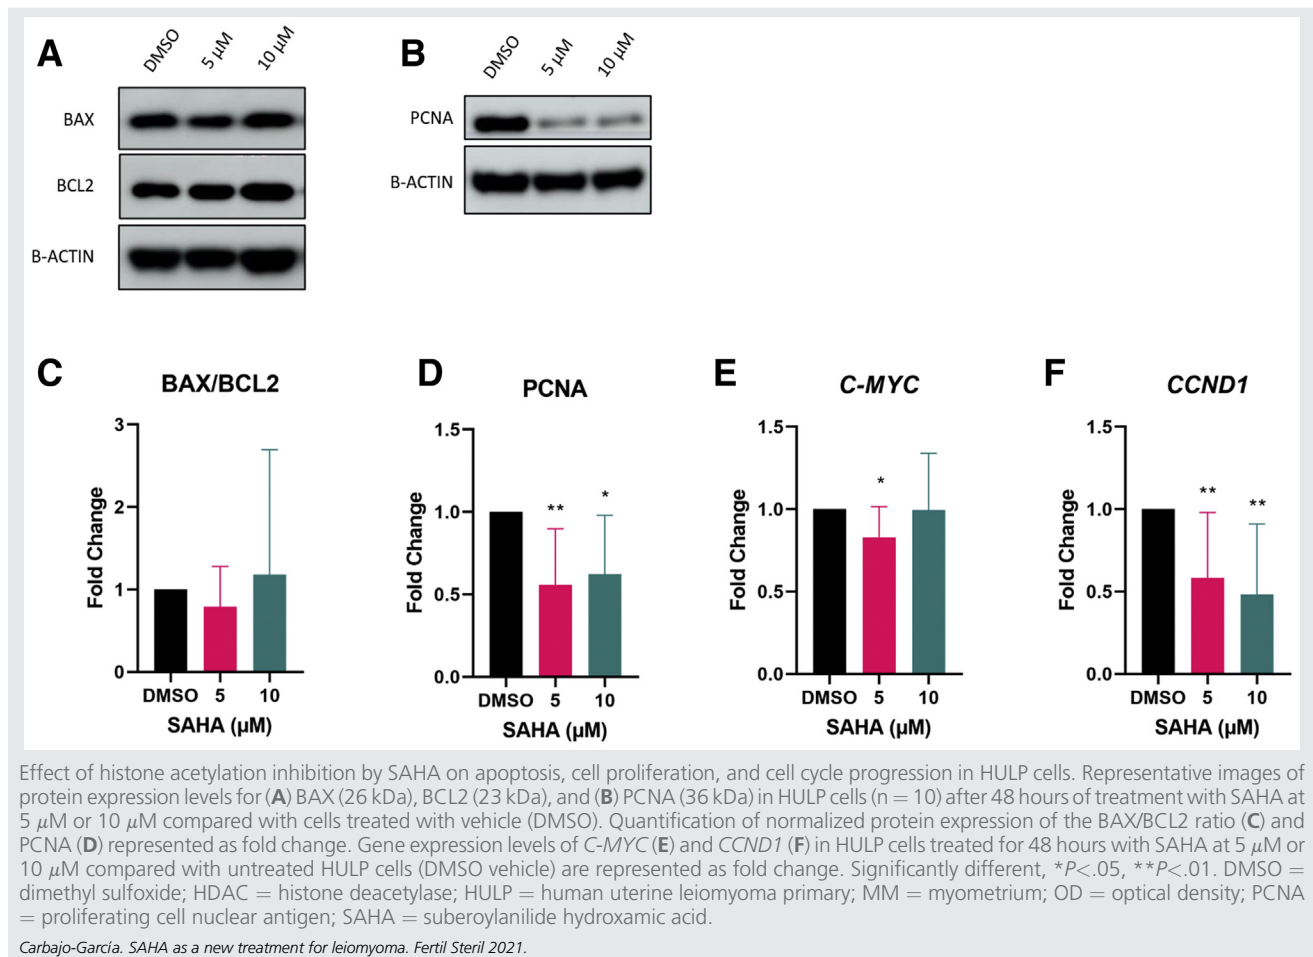 A
DMSO
5 µM
10 µM
BAX
BCL2
B-ACTIN
B
DMSO
5 µM
10 µM
PCNA
B-ACTIN
C
BAX/BCL2
Fold Change
3
2
1
0
DMSO 5 10
SAHA (µM)
D
PCNA
Fold Change
1.5
1.0
0.5
0.0
**
*
DMSO 5 10
SAHA (µM)
E
C-MYC
Fold Change
1.5
1.0
0.5
0.0
*
DMSO 5 10
SAHA (µM)
F
CCND1
Fold Change
1.5
1.0
0.5
0.0
**
**
DMSO 5 10
SAHA (µM)
Effect of histone acetylation inhibition by SAHA on apoptosis, cell proliferation, and cell cycle progression in HULP cells. Representative images of
protein expression levels for (A) BAX (26 kDa), BCL2 (23 kDa), and (B) PCNA (36 kDa) in HULP cells (n = 10) after 48 hours of treatment with SAHA at
5 µM or 10 µM compared with cells treated with vehicle (DMSO). Quantification of normalized protein expression of the BAX/BCL2 ratio (C) and
PCNA (D) represented as fold change. Gene expression levels of C-MYC (E) and CCND1 (F) in HULP cells treated for 48 hours with SAHA at 5 µM or
10 µM compared with untreated HULP cells (DMSO vehicle) are represented as fold change. Significantly different, *P<.05, **P<.01. DMSO =
dimethyl sulfoxide; HDAC = histone deacetylase; HULP = human uterine leiomyoma primary; MM = myometrium; OD = optical density; PCNA
= proliferating cell nuclear antigen; SAHA = suberoylanilide hydroxamic acid.
Carbajo-García. SAHA as a new treatment for leiomyoma. Fertil Steril 2021.